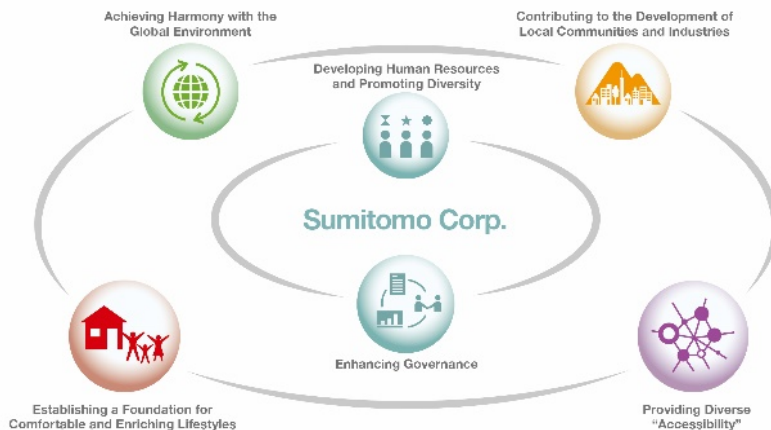 Achieving Harmony with the
Global Environment
Contributing to the Development of
Local Communities and Industries
Developing Human Resources
and Promoting Diversity
Sumitomo Corp.
Enhancing Governance
Establishing a Foundation for
Comfortable and Enriching Lifestyles
Providing Diverse
“Accessibility”